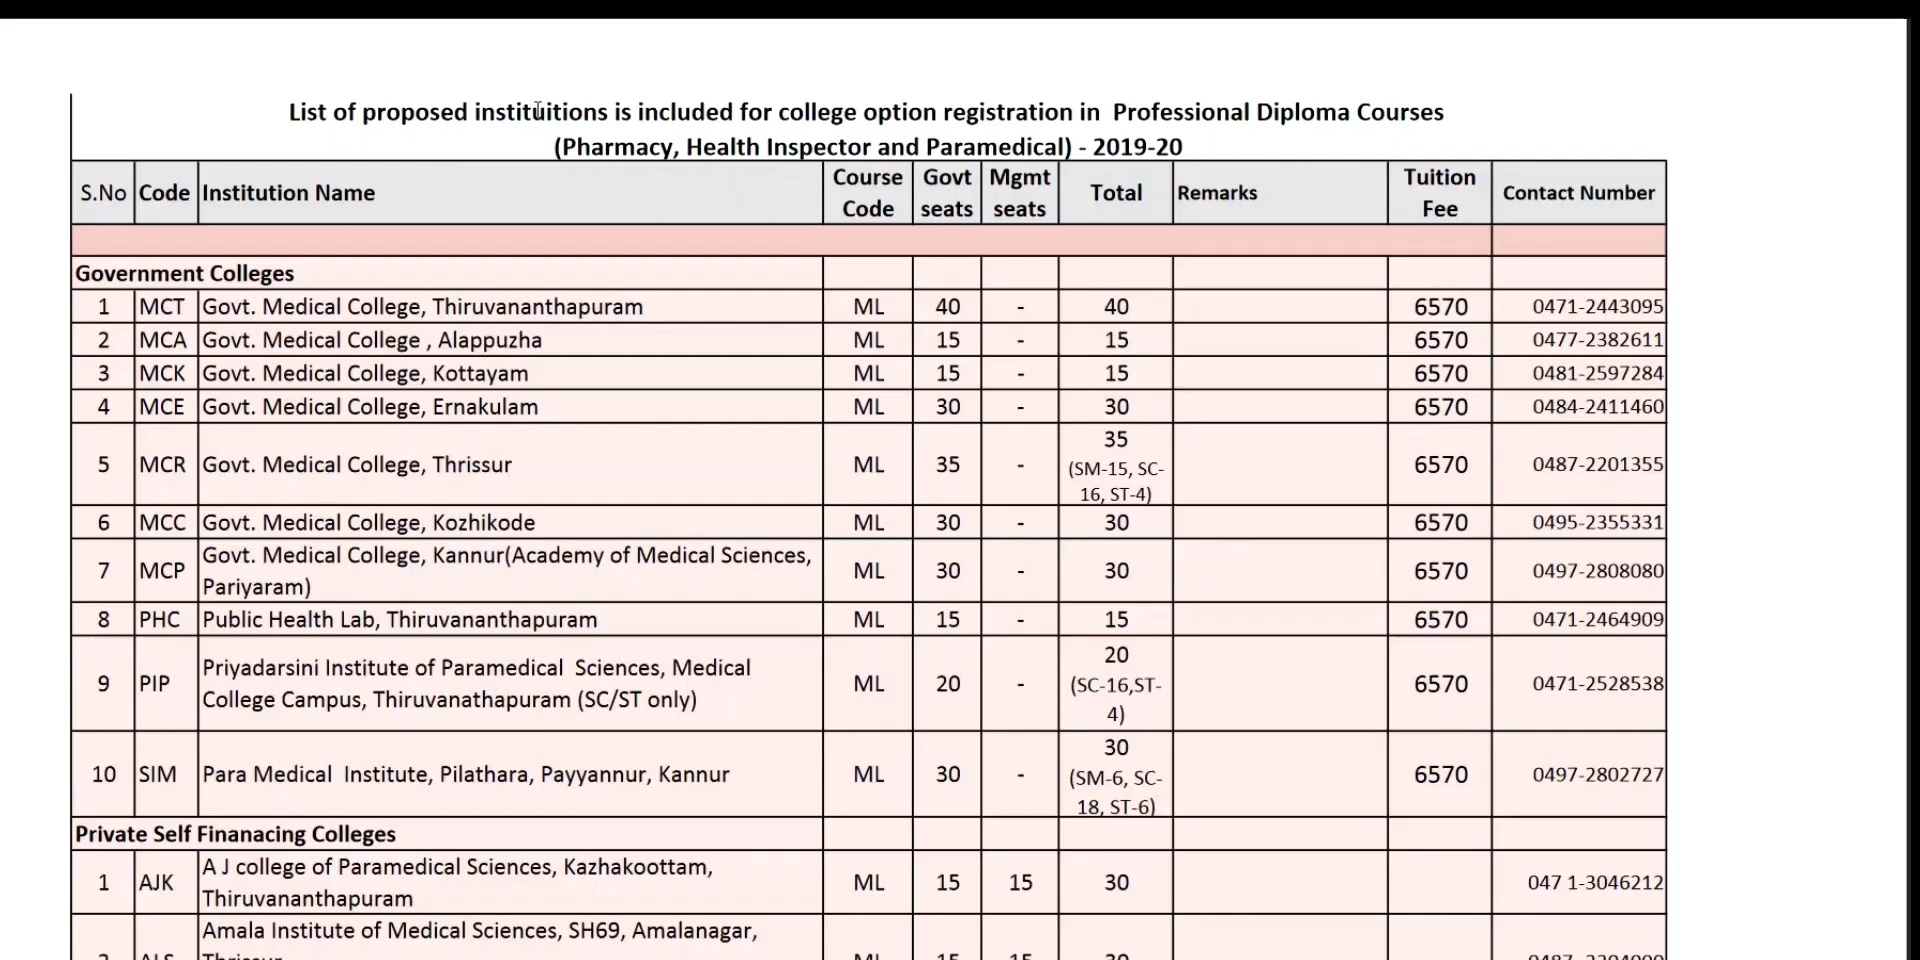 List of proposed instituitions is included for college option registration in Professional Diploma Courses
(Pharmacy, Health Inspector and Paramedical) - 2019-20
S.No Code Institution Name Course Code Govt seats Mgmt seats Total Remarks Tuition Fee Contact Number
Government Colleges
1 MCT Govt. Medical College, Thiruvananthapuram ML 40 - 40 6570 0471-2443095
2 MCA Govt. Medical College , Alappuzha ML 15 - 15 6570 0477-2382611
3 MCK Govt. Medical College, Kottayam ML 15 - 15 6570 0481-2597284
4 MCE Govt. Medical College, Ernakulam ML 30 - 30 6570 0484-2411460
5 MCR Govt. Medical College, Thrissur ML 35 - 35 (SM-15, SC-16, ST-4) 6570 0487-2201355
6 MCC Govt. Medical College, Kozhikode ML 30 - 30 6570 0495-2355331
7 MCP Govt. Medical College, Kannur(Academy of Medical Sciences, Pariyaram) ML 30 - 30 6570 0497-2808080
8 PHC Public Health Lab, Thiruvananthapuram ML 15 - 15 6570 0471-2464909
9 PIP Priyadarsini Institute of Paramedical Sciences, Medical College Campus, Thiruvanathapuram (SC/ST only) ML 20 - 20 (SC-16,ST-4) 6570 0471-2528538
10 SIM Para Medical Institute, Pilathara, Payyannur, Kannur ML 30 - 30 (SM-6, SC-18, ST-6) 6570 0497-2802727
Private Self Finanacing Colleges
1 AJK A J college of Paramedical Sciences, Kazhakoottam, Thiruvananthapuram ML 15 15 30 047 1-3046212
Amala Institute of Medical Sciences, SH69, Amalanagar,